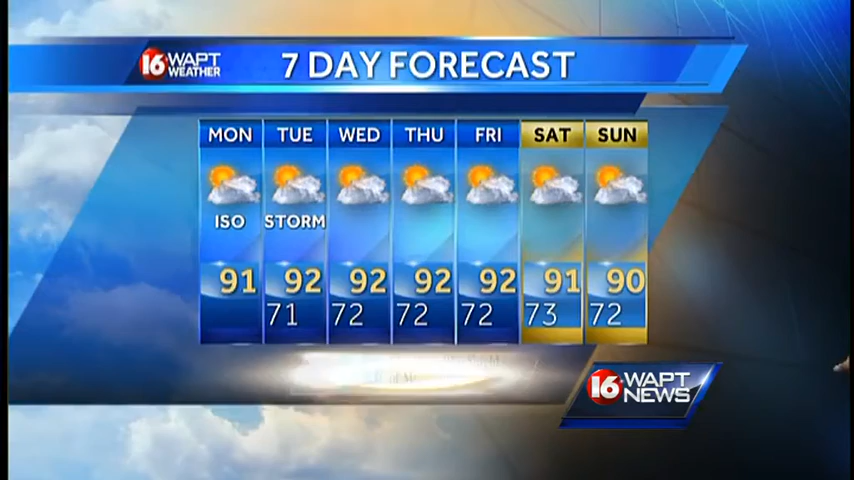 16 WAPT
WEATHER
7 DAY FORECAST
MON TUE WED THU FRI SAT SUN
ISO STORM
91 92 92 92 92 91 90
71 72 72 72 73 72
16 WAPT
NEWS